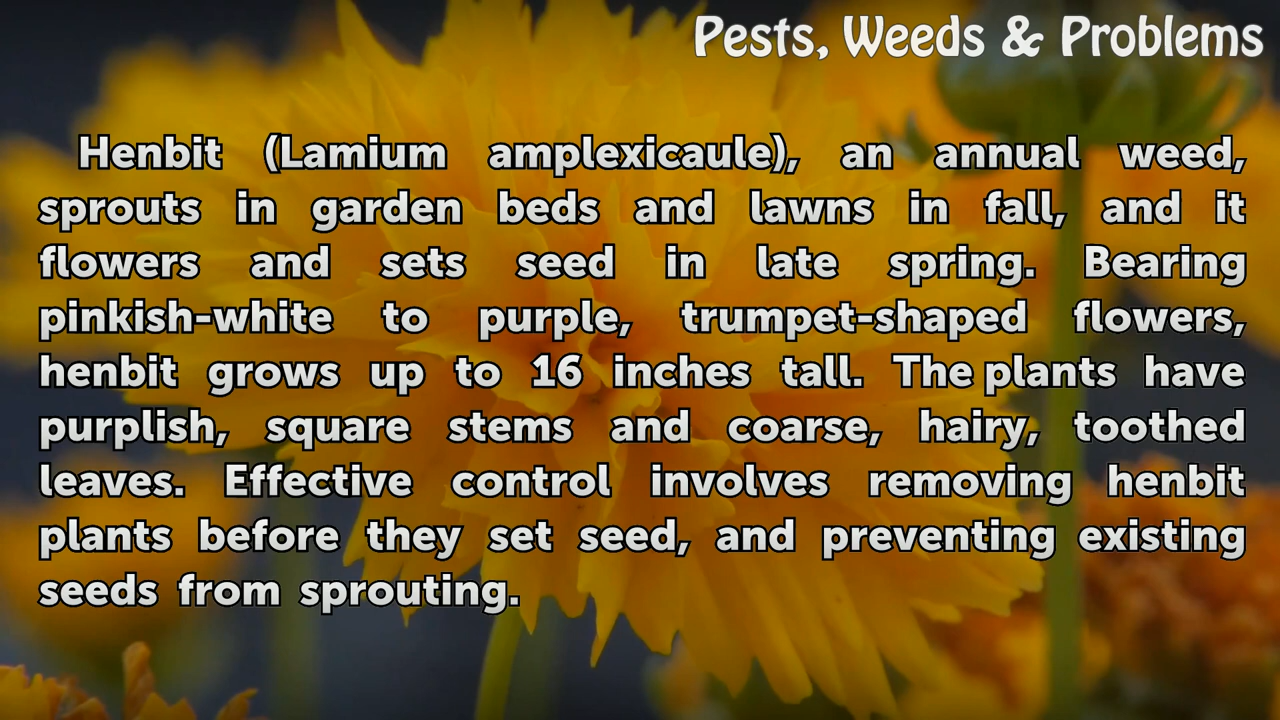 Pests, Weeds & Problems
Henbit (Lamium amplexicaule), an annual weed,
sprouts in garden beds and lawns in fall, and it
flowers and sets seed in late spring. Bearing
pinkish-white to purple, trumpet-shaped flowers,
henbit grows up to 16 inches tall. The plants have
purplish, square stems and coarse, hairy, toothed
leaves. Effective control involves removing henbit
plants before they set seed, and preventing existing
seeds from sprouting.